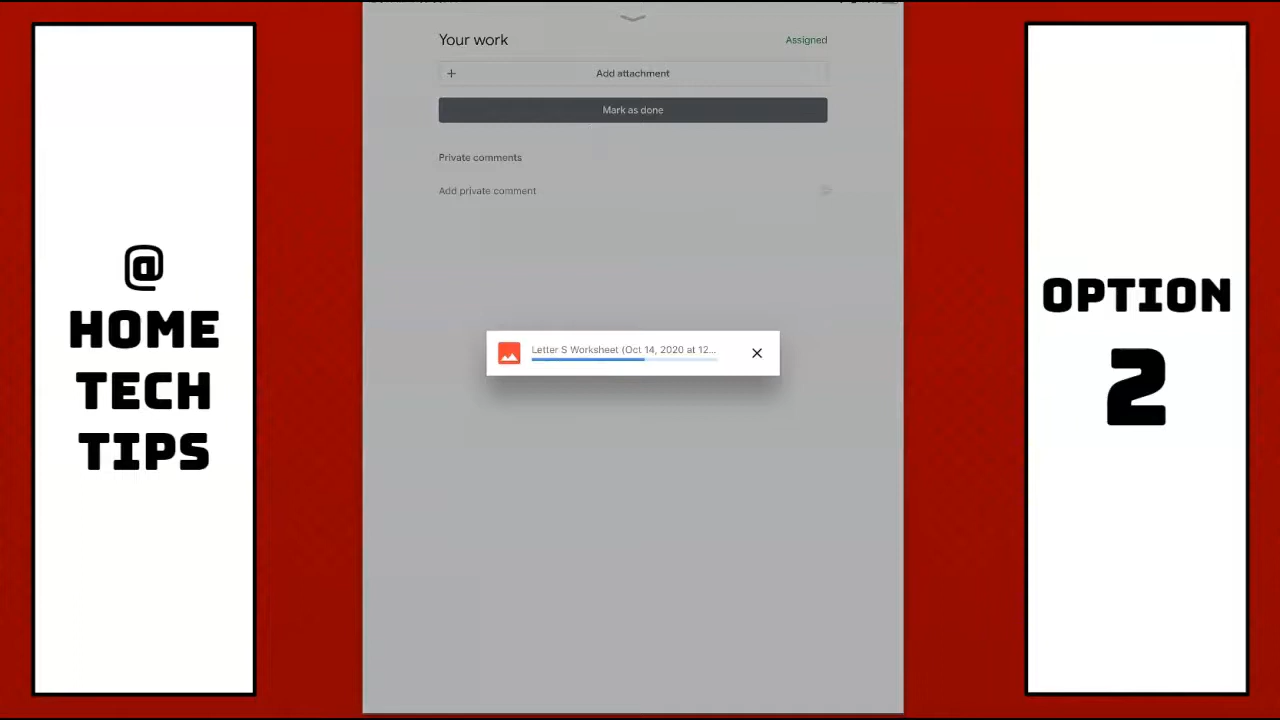 @
HOME
TECH
TIPS
Your work
Assigned
+ Add attachment
Mark as done
Private comments
Add private comment
Letter S Worksheet (Oct 14, 2020 at 12...
OPTION
2